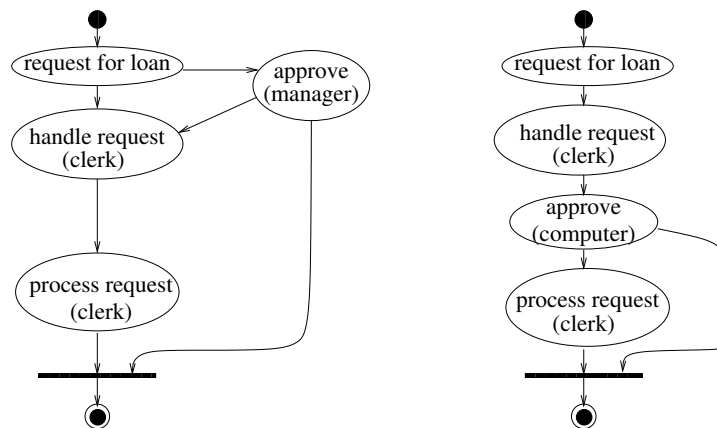 request for loan
approve
(manager)
handle request
(clerk)
process request
(clerk)
request for loan
handle request
(clerk)
approve
(computer)
process request
(clerk)